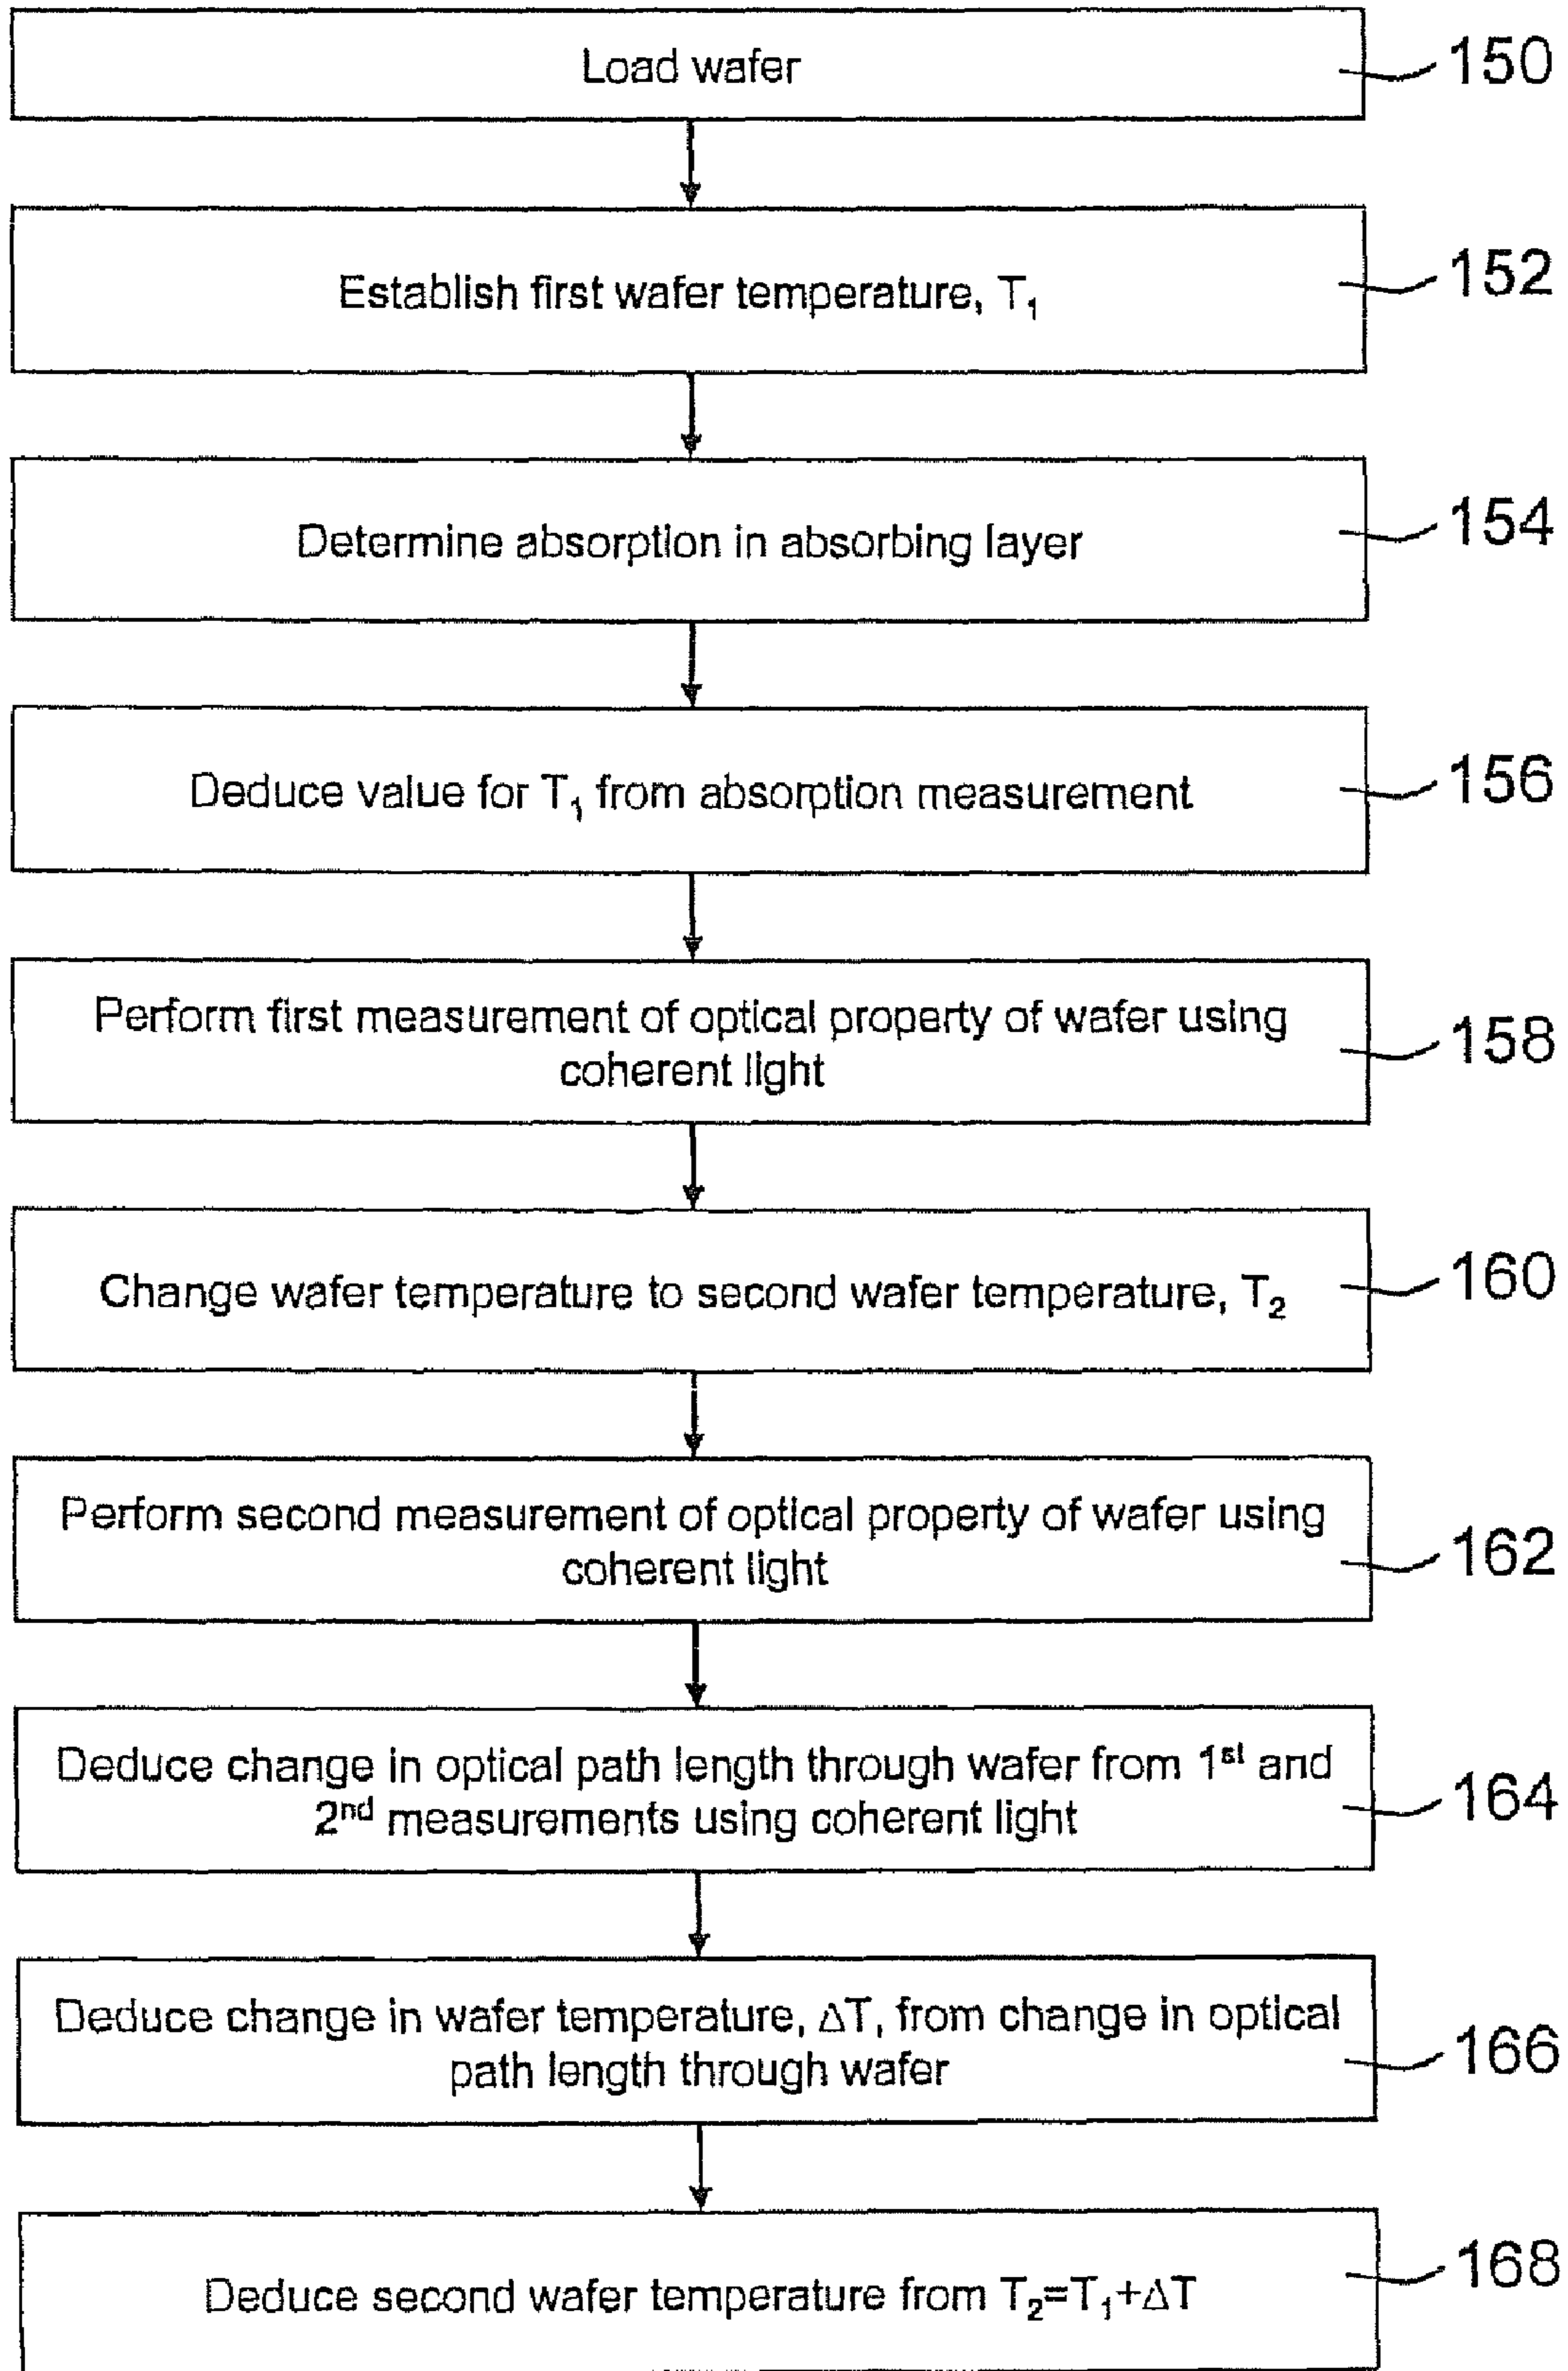 Load wafer
150
Establish first wafer temperature, T₁
152
Determine absorption in absorbing layer
154
Deduce value for T₁ from absorption measurement
156
Perform first measurement of optical property of wafer using
coherent light
158
Change wafer temperature to second wafer temperature, T₂
160
Perform second measurement of optical property of wafer using
coherent light
162
Deduce change in optical path length through wafer from 1ˢᵗ and
2ⁿᵈ measurements using coherent light
164
Deduce change in wafer temperature, ΔT, from change in optical
path length through wafer
166
Deduce second wafer temperature from T₂=T₁+ΔT
168